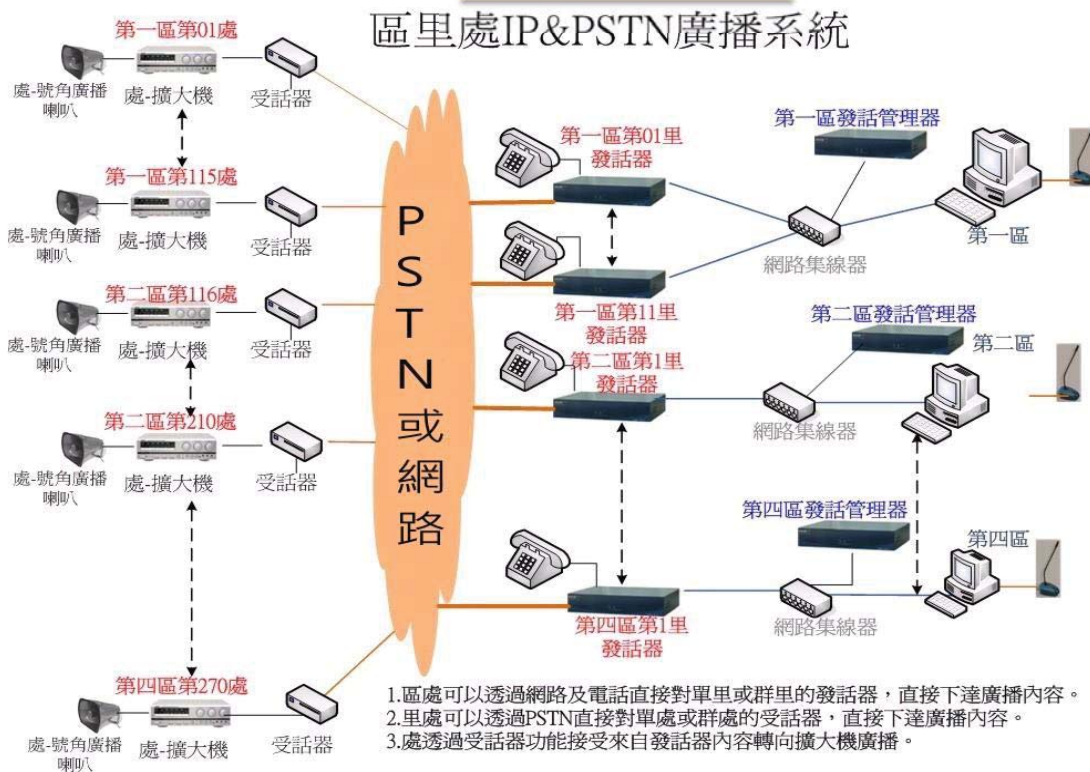 區里處IP&PSTN廣播系統
第一區第01處
處-號角廣播
喇叭
處-擴大機
受話器
第一區第115處
處-號角廣播
喇叭
處-擴大機
受話器
第二區第116處
處-號角廣播
喇叭
處-擴大機
受話器
第二區第210處
處-號角廣播
喇叭
處-擴大機
受話器
第四區第270處
處-號角廣播
喇叭
處-擴大機
受話器
PSTN或網路
第一區第01里
發話器
第一區第11里
發話器
第二區第1里
發話器
第四區第1里
發話器
第一區發話管理器
網路集線器
第一區
第二區發話管理器
網路集線器
第二區
第四區發話管理器
網路集線器
第四區
1.區處可以透過網路及電話直接對單里或群里的發話器，直接下達廣播內容。
2.里處可以透過PSTN直接對單處或群處的受話器，直接下達廣播內容。
3.處透過受話器功能接受來自發話器內容轉向擴大機廣播。